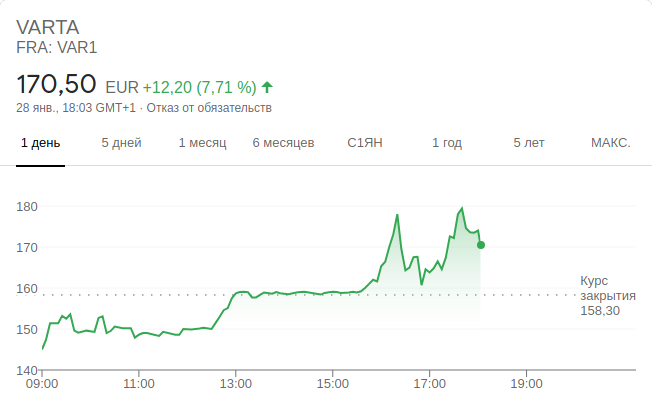 VARTA
FRA: VAR1
170,50 EUR +12,20 (7,71 %) ↑
28 янв., 18:03 GMT+1 · Отказ от обязательств
1 день 5 дней 1 месяц 6 месяцев С1ЯН 1 год 5 лет МАКС.
180
170
160
150
140
Курс
закрытия
158,30
09:00 11:00 13:00 15:00 17:00 19:00